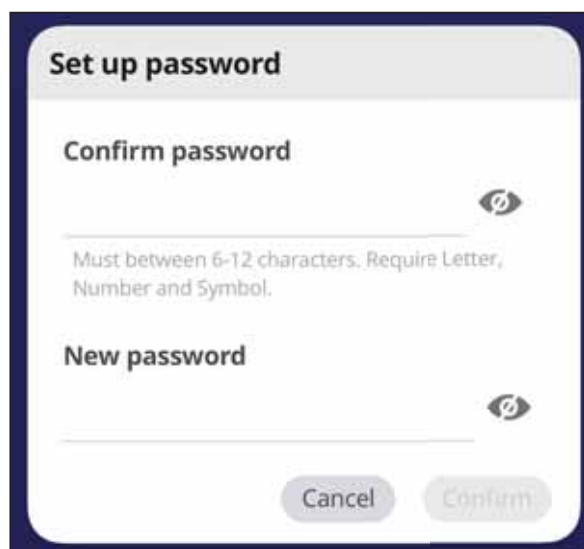 Set up password
Confirm password
Must between 6-12 characters. Require Letter,
Number and Symbol.
New password
Cancel
Confirm